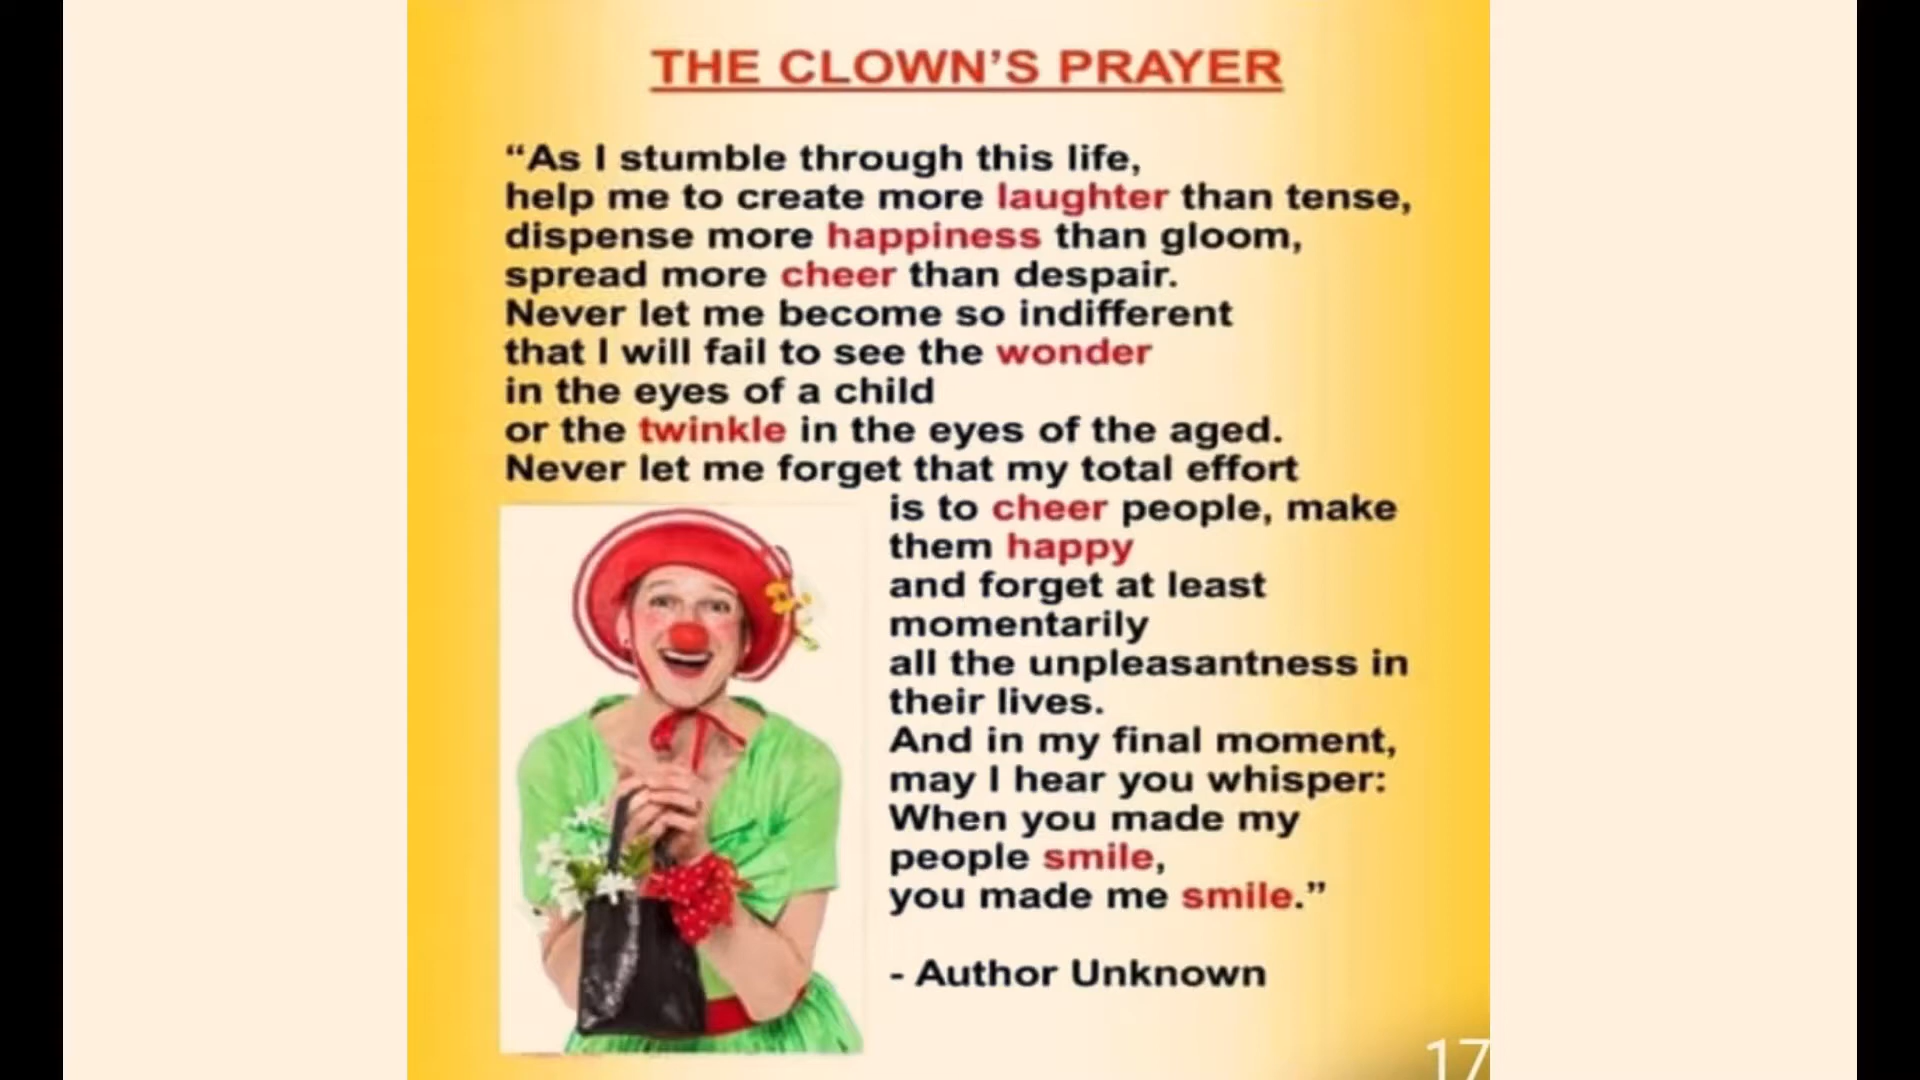 THE CLOWN’S PRAYER
“As I stumble through this life,
help me to create more laughter than tense,
dispense more happiness than gloom,
spread more cheer than despair.
Never let me become so indifferent
that I will fail to see the wonder
in the eyes of a child
or the twinkle in the eyes of the aged.
Never let me forget that my total effort
is to cheer people, make
them happy
and forget at least
momentarily
all the unpleasantness in
their lives.
And in my final moment,
may I hear you whisper:
When you made my
people smile,
you made me smile.”
- Author Unknown
17